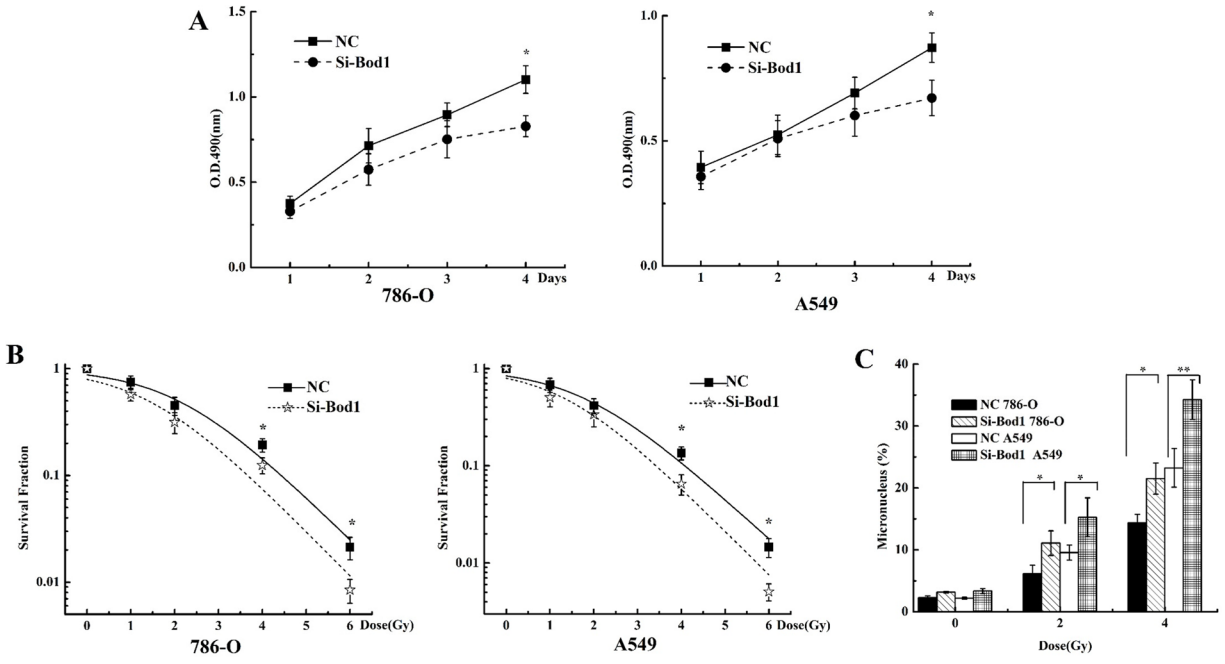 A
1.5
1.0
0.5
0.0
O.D.490(nm)
NC
Si-Bod1
*
1 2 3 4 Days
786-O
1.0
0.5
0.0
O.D.490(nm)
NC
Si-Bod1
*
1 2 3 4 Days
A549
B
1
0.1
0.01
Survival Fraction
NC
Si-Bod1
*
*
0 1 2 3 4 5 6 Dose(Gy)
786-O
1
0.1
0.01
Survival Fraction
NC
Si-Bod1
*
*
0 1 2 3 4 5 6 Dose(Gy)
A549
C
40
30
20
10
0
Micronucleus (%)
NC 786-O
Si-Bod1 786-O
NC A549
Si-Bod1 A549
* *
* **
0 2 4
Dose(Gy)